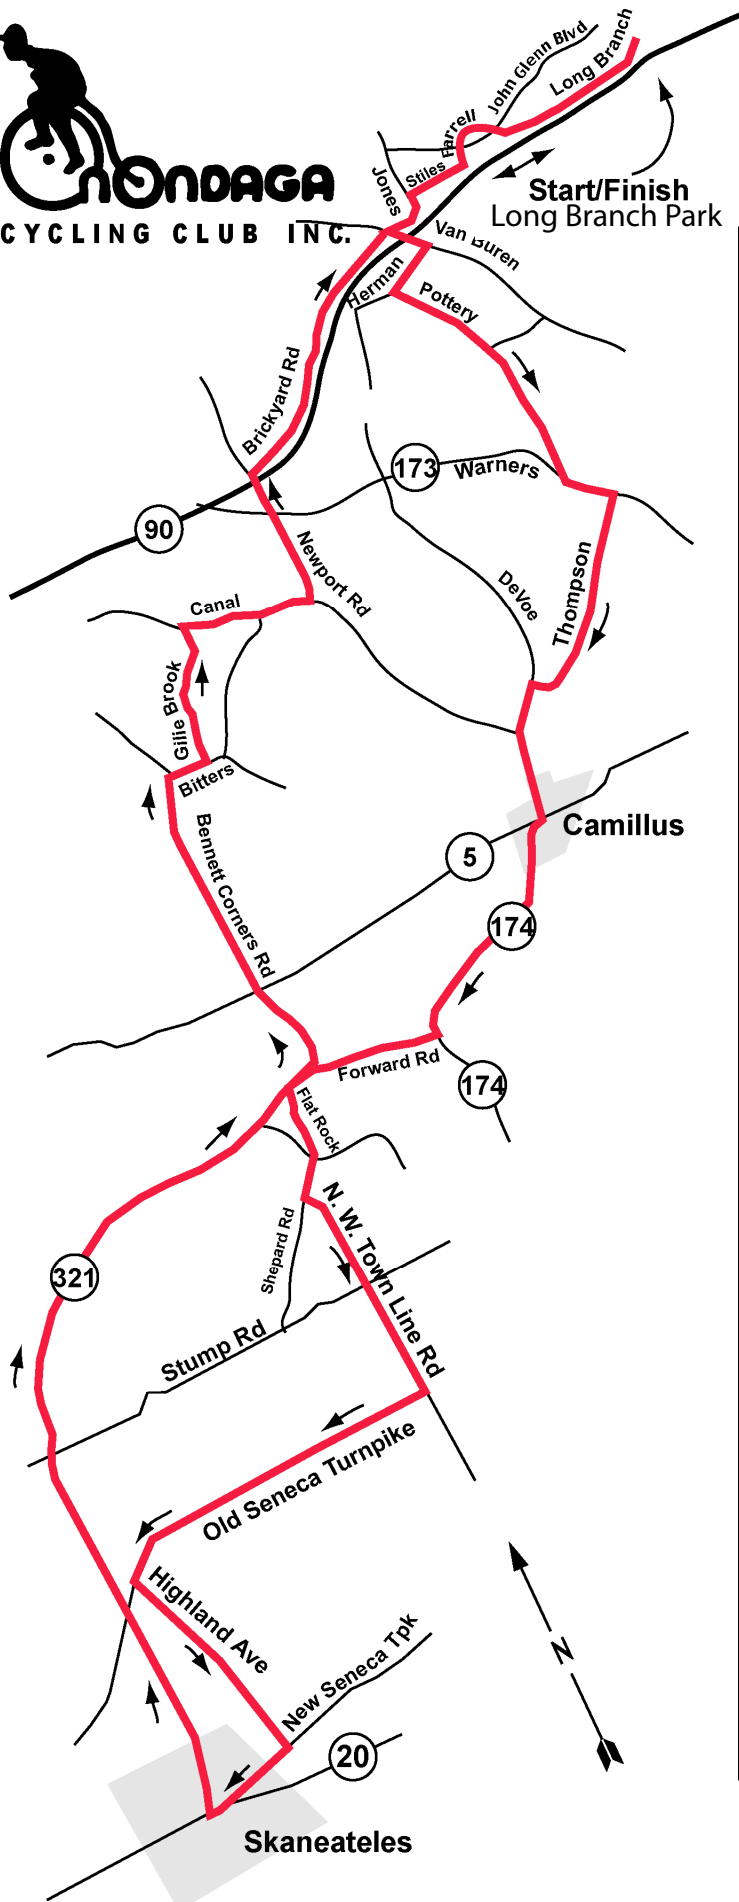 ONONDAGA
CYCLING CLUB INC.
John Glenn Blvd
Long Branch
Farrell
Stiles
Jones
Start/Finish
Long Branch Park
Van Buren
Herman
Pottery
Brickyard Rd
173
Warners
90
Newport Rd
DeVoe
Thompson
Canal
Gillie Brook
Bitters
Camillus
Bennett Corners Rd
5
174
Forward Rd
174
Flat Rock
N. W. Town Line Rd
Shepard Rd
321
Stump Rd
Old Seneca Turnpike
Highland Ave
New Seneca Tpk
N
20
Skaneateles